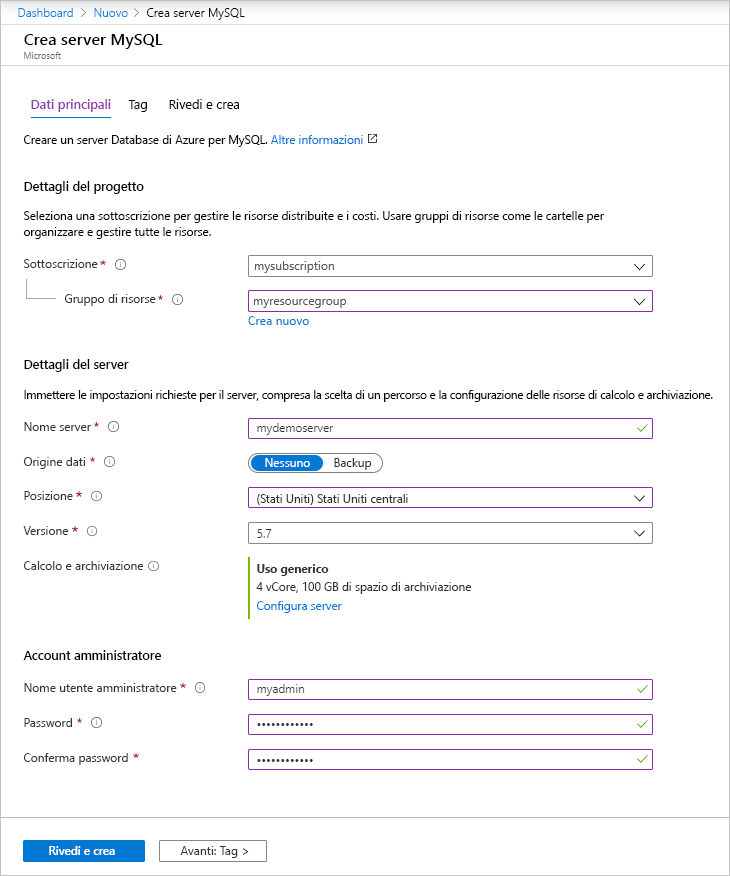 Dashboard > Nuovo > Crea server MySQL
Crea server MySQL
Microsoft
Dati principali Tag Rivedi e crea
Creare un server Database di Azure per MySQL. Altre informazioni
Dettagli del progetto
Seleziona una sottoscrizione per gestire le risorse distribuite e i costi. Usare gruppi di risorse come le cartelle per
organizzare e gestire tutte le risorse.
Sottoscrizione * mysubscription
Gruppo di risorse * myresourcegroup
Crea nuovo
Dettagli del server
Immettere le impostazioni richieste per il server, compresa la scelta di un percorso e la configurazione delle risorse di calcolo e archiviazione.
Nome server * mydemoserver
Origine dati * Nessuno Backup
Posizione * (Stati Uniti) Stati Uniti centrali
Versione * 5.7
Calcolo e archiviazione Uso generico
4 vCore, 100 GB di spazio di archiviazione
Configura server
Account amministratore
Nome utente amministratore * myadmin
Password * ••••••••••••
Conferma password * ••••••••••••
Rivedi e crea Avanti: Tag >